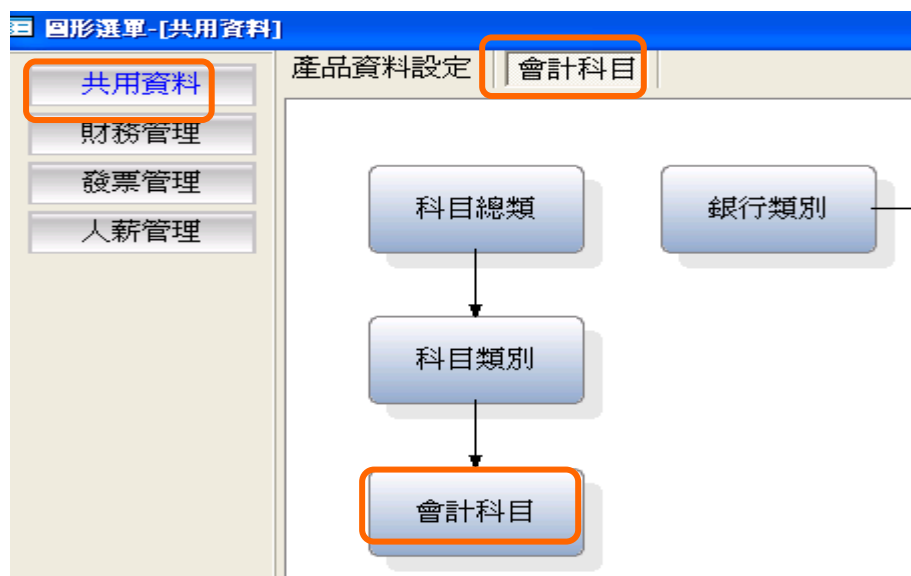 圖形選單-[共用資料]
共用資料
財務管理
發票管理
人薪管理
產品資料設定 會計科目
科目總類 銀行類別
科目類別
會計科目